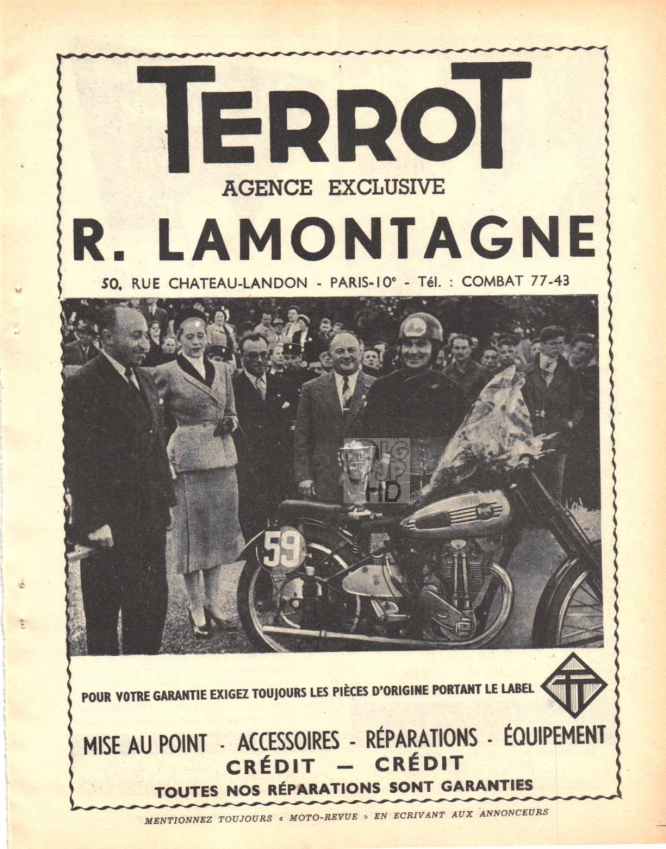 TERROT
AGENCE EXCLUSIVE
R. LAMONTAGNE
50, RUE CHATEAU-LANDON - PARIS-10e - Tél. : COMBAT 77-43
HD
59
POUR VOTRE GARANTIE EXIGEZ TOUJOURS LES PIÈCES D'ORIGINE PORTANT LE LABEL
MISE AU POINT - ACCESSOIRES - RÉPARATIONS - ÉQUIPEMENT
CRÉDIT — CRÉDIT
TOUTES NOS RÉPARATIONS SONT GARANTIES
MENTIONNEZ TOUJOURS « MOTO-REVUE » EN ECRIVANT AUX ANNONCEURS